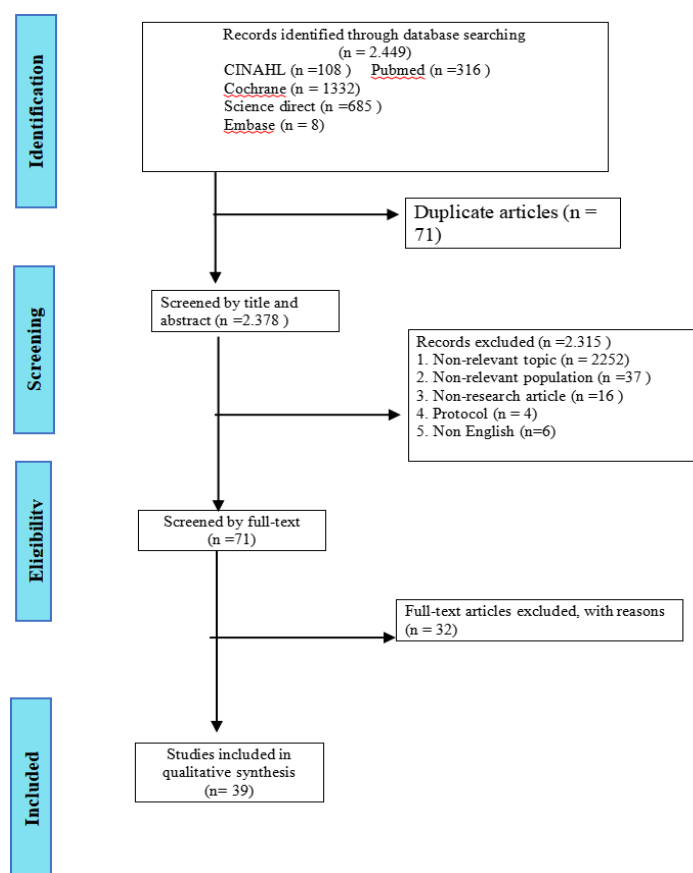 Identification
Records identified through database searching
(n = 2.449)
CINAHL (n =108 ) Pubmed (n =316 )
Cochrane (n = 1332)
Science direct (n =685 )
Embase (n = 8)
Duplicate articles (n =
71)
Screening
Screened by title and
abstract (n =2.378 )
Records excluded (n =2.315 )
1. Non-relevant topic (n = 2252)
2. Non-relevant population (n =37 )
3. Non-research article (n =16 )
4. Protocol (n = 4)
5. Non English (n=6)
Eligibility
Screened by full-text
(n =71)
Full-text articles excluded, with reasons
(n = 32)
Included
Studies included in
qualitative synthesis
(n= 39)